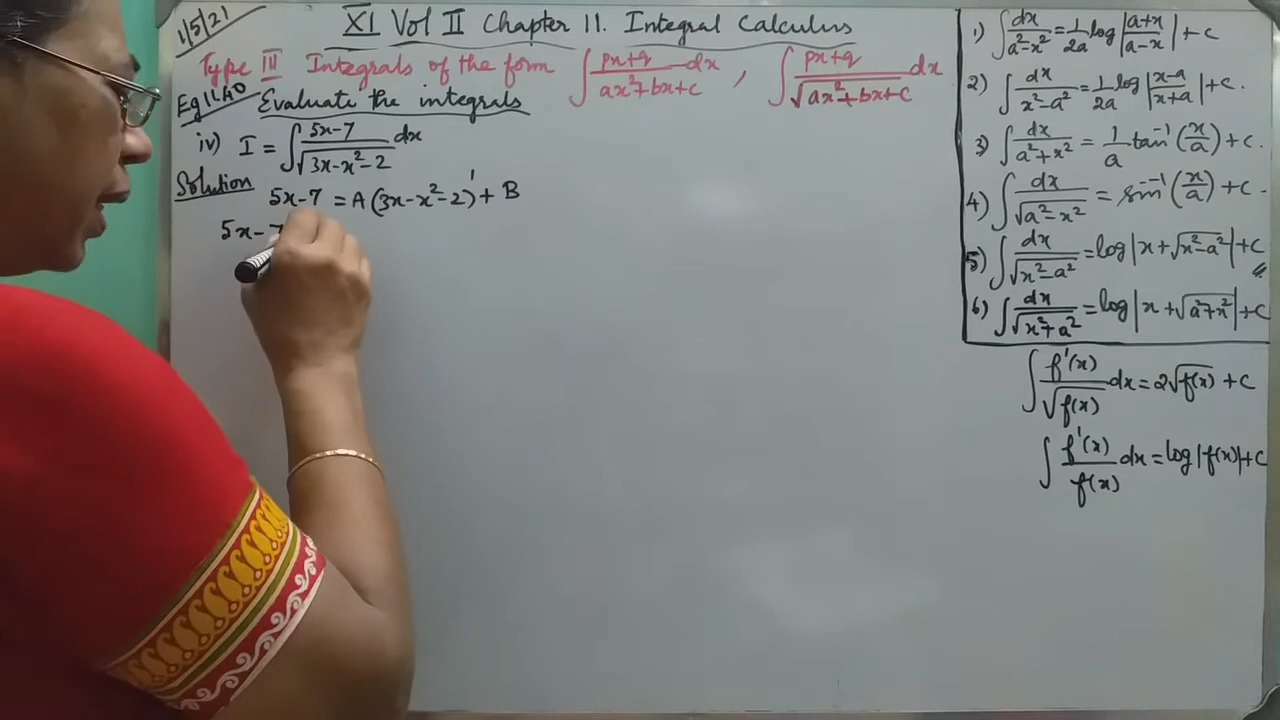 1/5/21
XI Vol II Chapter 11. Integral Calculus
Type III Integrals of the form ∫ (px+q)/(ax²+bx+c) dx , ∫ (px+q)/√(ax²+bx+c) dx
Eg 11.40 Evaluate the integrals
iv) I = ∫ (5x-7)/√(3x-x²-2) dx
Solution
5x-7 = A(3x-x²-2)' + B
5x-7
1) ∫ dx/(a²-x²) = 1/2a log |(a+x)/(a-x)| + c
2) ∫ dx/(x²-a²) = 1/2a log |(x-a)/(x+a)| + c.
3) ∫ dx/(a²+x²) = 1/a tan⁻¹(x/a) + c.
4) ∫ dx/√(a²-x²) = sin⁻¹(x/a) + c.
5) ∫ dx/√(x²-a²) = log |x+√(x²-a²)| + c
6) ∫ dx/√(x²+a²) = log |x+√(a²+x²)| + c
∫ f'(x)/√f(x) dx = 2√f(x) + c
∫ f'(x)/f(x) dx = log |f(x)| + c